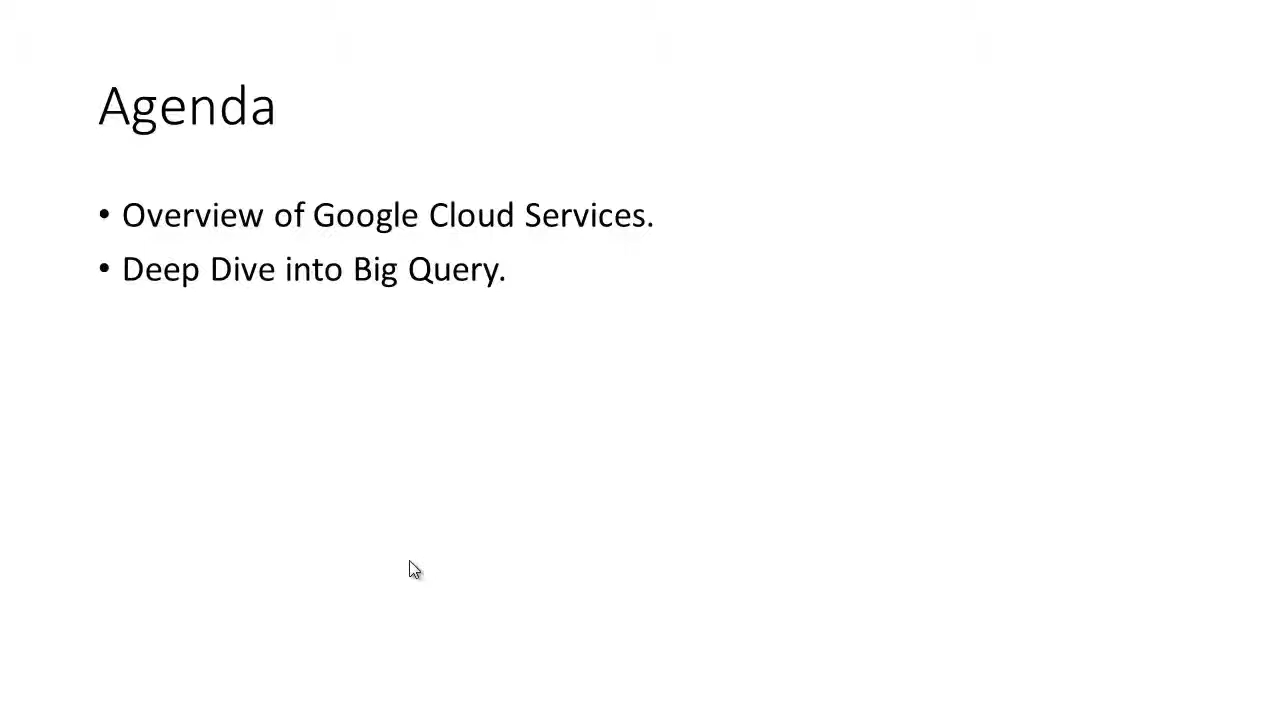 Agenda
• Overview of Google Cloud Services.
• Deep Dive into Big Query.